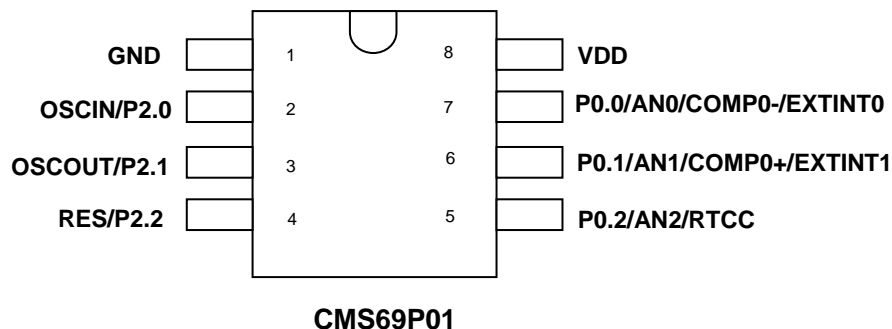 GND 1 8 VDD
OSCIN/P2.0 2 7 P0.0/AN0/COMP0-/EXTINT0
OSCOUT/P2.1 3 6 P0.1/AN1/COMP0+/EXTINT1
RES/P2.2 4 5 P0.2/AN2/RTCC
CMS69P01